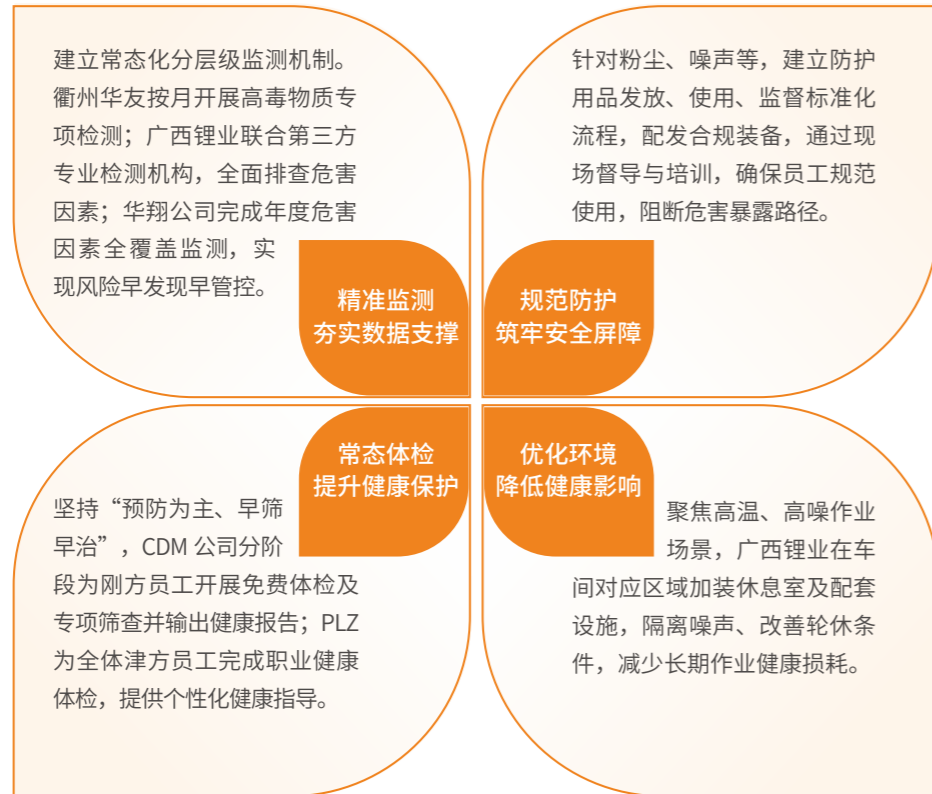 建立常态化分层级监测机制。
衢州华友按月开展高毒物质专
项检测；广西锂业联合第三方
专业检测机构，全面排查危害
因素；华翔公司完成年度危害
因素全覆盖监测，实
现风险早发现早管控。
精准监测
夯实数据支撑
针对粉尘、噪声等，建立防护
用品发放、使用、监督标准化
流程，配发合规装备，通过现
场督导与培训，确保员工规范
使用，阻断危害暴露路径。
规范防护
筑牢安全屏障
常态体检
提升健康保护
坚持“预防为主、早筛
早治”，CDM 公司分阶
段为刚方员工开展免费体检及
专项筛查并输出健康报告；PLZ
为全体津方员工完成职业健康
体检，提供个性化健康指导。
优化环境
降低健康影响
聚焦高温、高噪作业
场景，广西锂业在车
间对应区域加装休息室及配套
设施，隔离噪声、改善轮休条
件，减少长期作业健康损耗。